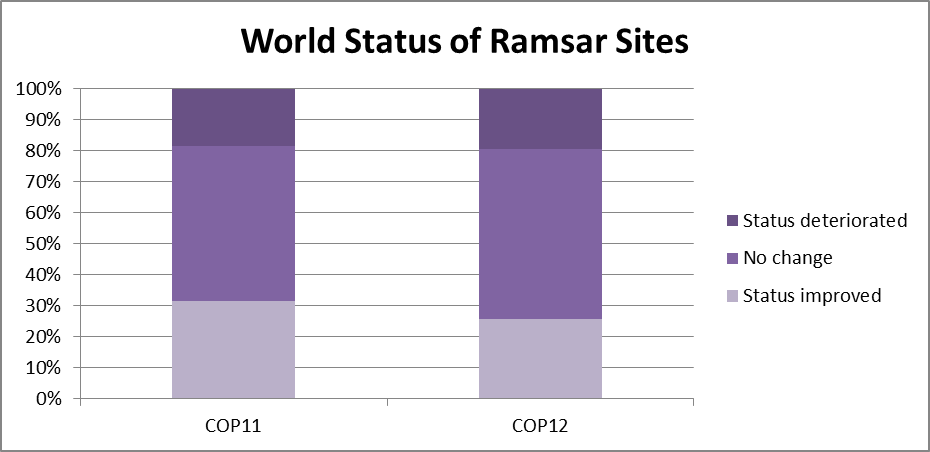 World Status of Ramsar Sites
100%
90%
80%
70%
60%
50%
40%
30%
20%
10%
0%
COP11
COP12
Status deteriorated
No change
Status improved